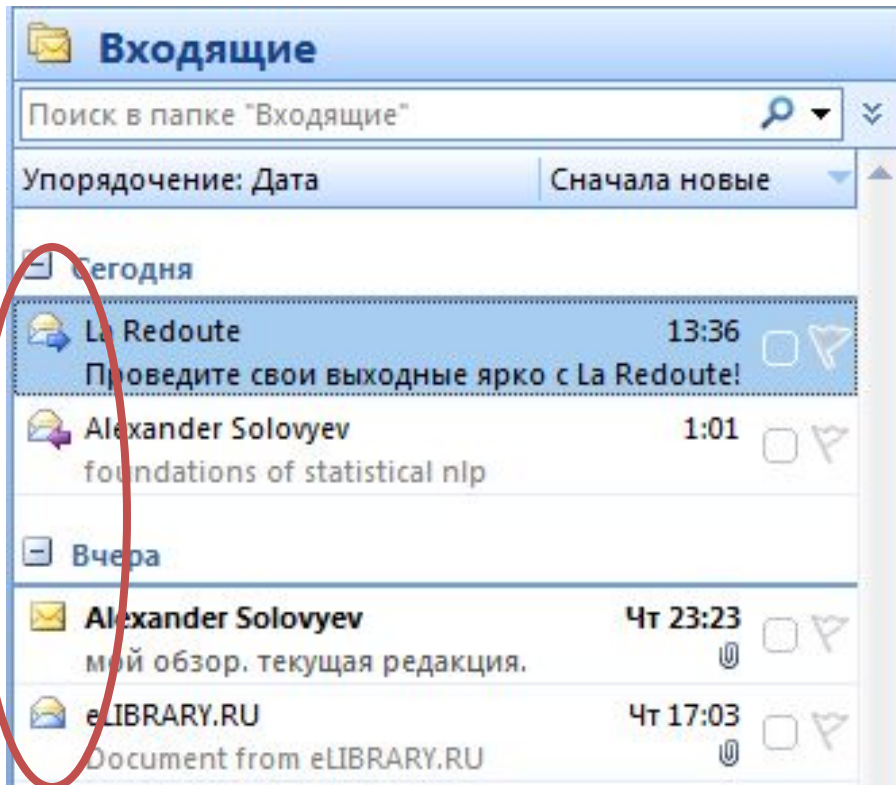 Входящие
Поиск в папке "Входящие"
Упорядочение: Дата Сначала новые
Сегодня
La Redoute 13:36
Проведите свои выходные ярко с La Redoute!
Alexander Solovyev 1:01
foundations of statistical nlp
Вчера
Alexander Solovyev Чт 23:23
мой обзор. текущая редакция.
eLIBRARY.RU Чт 17:03
Document from eLIBRARY.RU